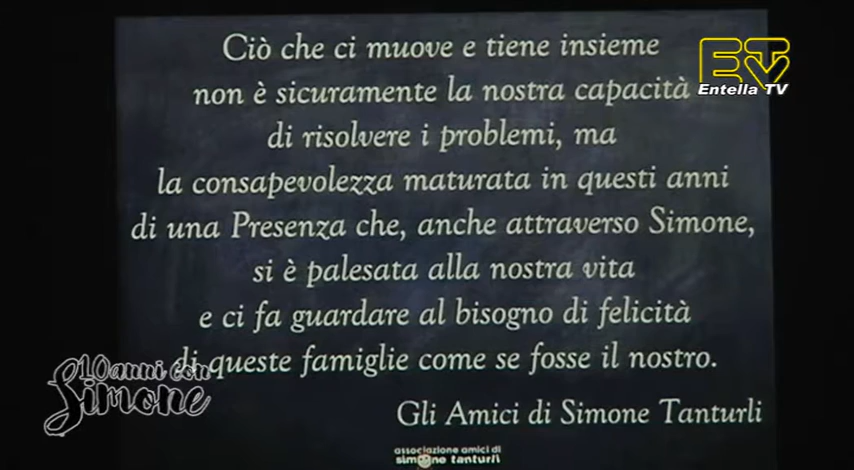 Ciò che ci muove e tiene insieme
non è sicuramente la nostra capacità
di risolvere i problemi, ma
la consapevolezza maturata in questi anni
di una Presenza che, anche attraverso Simone,
si è palesata alla nostra vita
e ci fa guardare al bisogno di felicità
di queste famiglie come se fosse il nostro.
Gli Amici di Simone Tanturli
associazione amici di
simone tanturli
ETV
Entella TV
10 anni con
Simone